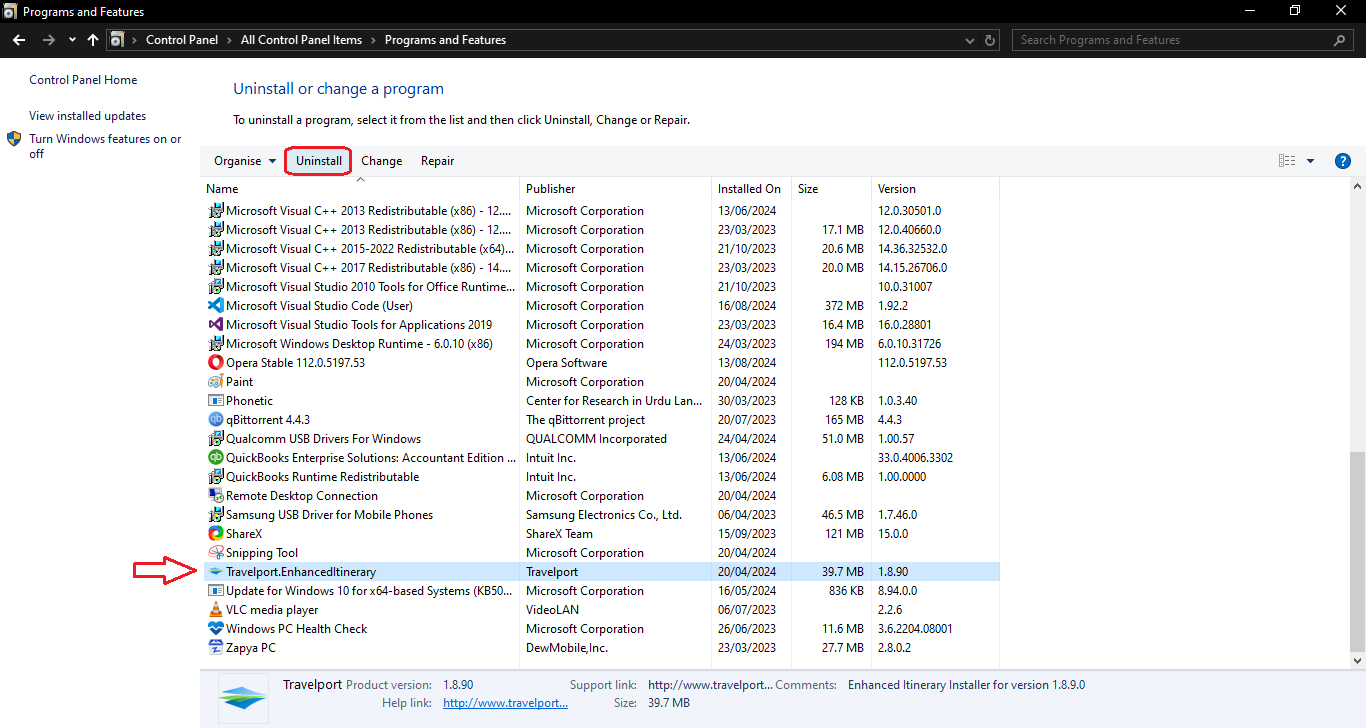 Programs and Features
Control Panel > All Control Panel Items > Programs and Features
Search Programs and Features
Control Panel Home
View installed updates
Turn Windows features on or
off
Uninstall or change a program
To uninstall a program, select it from the list and then click Uninstall, Change or Repair.
Organise Uninstall Change Repair
Name Publisher Installed On Size Version
Microsoft Visual C++ 2013 Redistributable (x86) - 12.... Microsoft Corporation 13/06/2024 12.0.30501.0
Microsoft Visual C++ 2013 Redistributable (x86) - 12.... Microsoft Corporation 23/03/2023 17.1 MB 12.0.40660.0
Microsoft Visual C++ 2015-2022 Redistributable (x64)... Microsoft Corporation 21/10/2023 20.6 MB 14.36.32532.0
Microsoft Visual C++ 2017 Redistributable (x86) - 14.... Microsoft Corporation 23/03/2023 20.0 MB 14.15.26706.0
Microsoft Visual Studio 2010 Tools for Office Runtime... Microsoft Corporation 21/10/2023 10.0.31007
Microsoft Visual Studio Code (User) Microsoft Corporation 16/08/2024 372 MB 1.92.2
Microsoft Visual Studio Tools for Applications 2019 Microsoft Corporation 23/03/2023 16.4 MB 16.0.28801
Microsoft Windows Desktop Runtime - 6.0.10 (x86) Microsoft Corporation 24/03/2023 194 MB 6.0.10.31726
Opera Stable 112.0.5197.53 Opera Software 13/08/2024 112.0.5197.53
Paint Microsoft Corporation 20/04/2024
Phonetic Center for Research in Urdu Lan... 30/03/2023 128 KB 1.0.3.40
qBittorrent 4.4.3 The qBittorrent project 20/07/2023 165 MB 4.4.3
Qualcomm USB Drivers For Windows QUALCOMM Incorporated 24/04/2024 51.0 MB 1.00.57
QuickBooks Enterprise Solutions: Accountant Edition ... Intuit Inc. 13/06/2024 33.0.4006.3302
QuickBooks Runtime Redistributable Intuit Inc. 13/06/2024 6.08 MB 1.00.0000
Remote Desktop Connection Microsoft Corporation 20/04/2024
Samsung USB Driver for Mobile Phones Samsung Electronics Co., Ltd. 06/04/2023 46.5 MB 1.7.46.0
ShareX ShareX Team 15/09/2023 121 MB 15.0.0
Snipping Tool Microsoft Corporation 20/04/2024
Travelport.EnhancedItinerary Travelport 20/04/2024 39.7 MB 1.8.90
Update for Windows 10 for x64-based Systems (KB50... Microsoft Corporation 16/05/2024 836 KB 8.94.0.0
VLC media player VideoLAN 06/07/2023 2.2.6
Windows PC Health Check Microsoft Corporation 26/06/2023 11.6 MB 3.6.2204.08001
Zapya PC DewMobile,Inc. 23/03/2023 27.7 MB 2.8.0.2
Travelport Product version: 1.8.90 Support link: http://www.travelport... Comments: Enhanced Itinerary Installer for version 1.8.9.0
Help link: http://www.travelport... Size: 39.7 MB